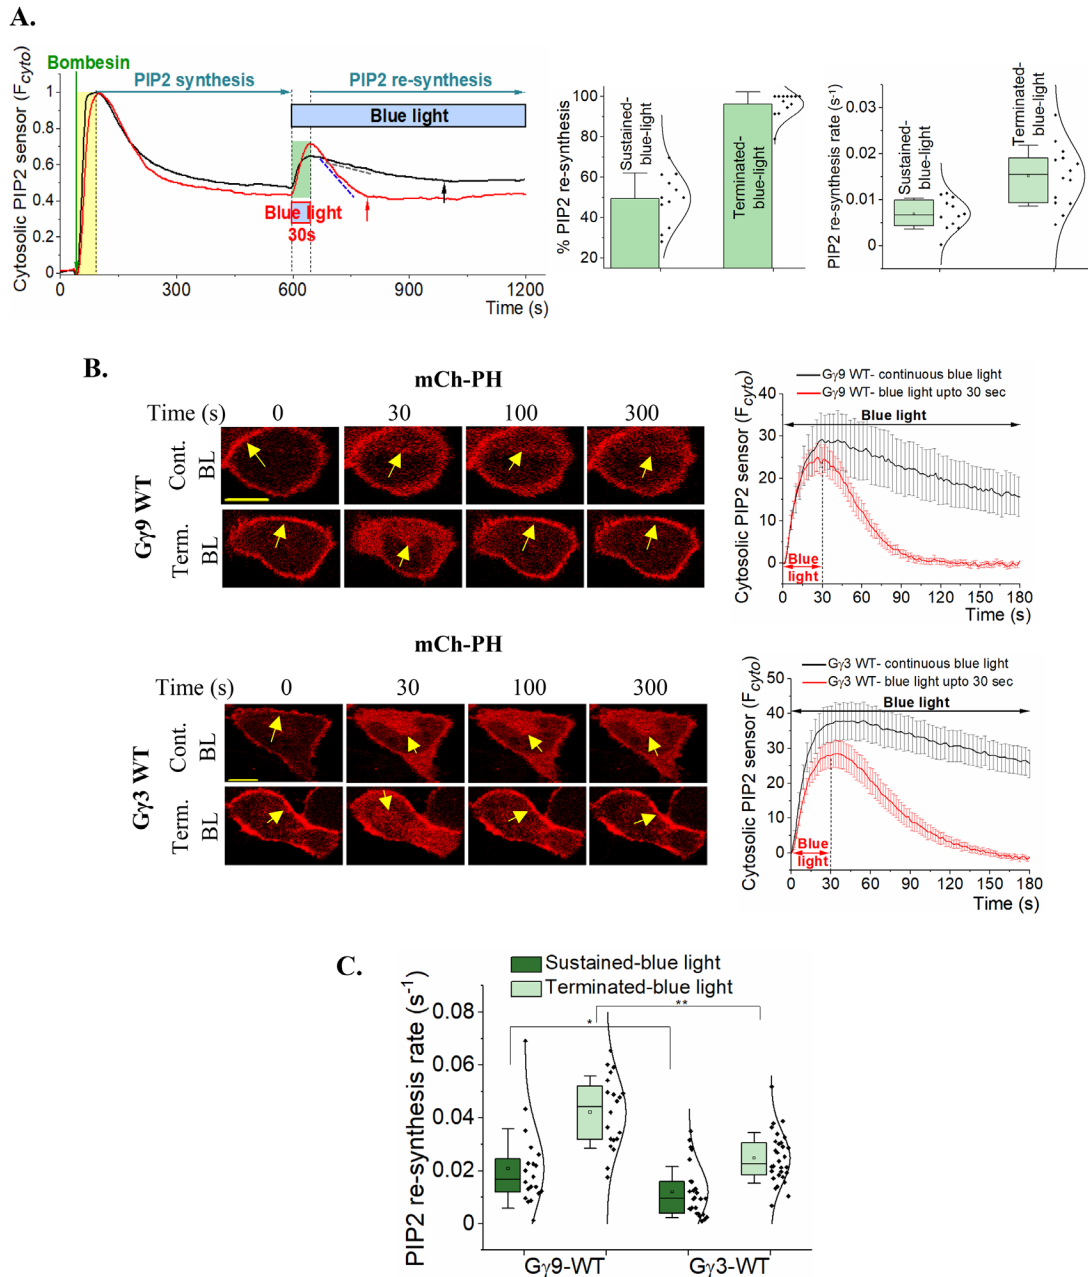 A.
Bombesin
PIP2 synthesis
PIP2 re-synthesis
Blue light
Blue light
30s
Cytosolic PIP2 sensor (Fcyto)
1
0.8
0.6
0.4
0.2
0
0 300 600 900 1200
Time (s)
% PIP2 re-synthesis
100
80
60
40
20
Sustained-
blue-light
Terminated-
blue-light
PIP2 re-synthesis rate (s-1)
0.03
0.015
0
Sustained-
blue-light
Terminated-
blue-light
B.
mCh-PH
Time (s) 0 30 100 300
Gγ9 WT
Cont.
BL
Term.
BL
Gγ9 WT- continuous blue light
Gγ9 WT- blue light upto 30 sec
Blue light
Cytosolic PIP2 sensor (Fcyto)
40
30
20
10
0
Blue
light
0 30 60 90 120 150 180
Time (s)
mCh-PH
Time (s) 0 30 100 300
Gγ3 WT
Cont.
BL
Term.
BL
Gγ3 WT- continuous blue light
Gγ3 WT- blue light upto 30 sec
Blue light
Cytosolic PIP2 sensor (Fcyto)
50
40
30
20
10
0
Blue
light
0 30 60 90 120 150 180
Time (s)
C.
Sustained-blue light
Terminated-blue light
**
*
PIP2 re-synthesis rate (s-1)
0.08
0.06
0.04
0.02
0
Gγ9-WT Gγ3-WT